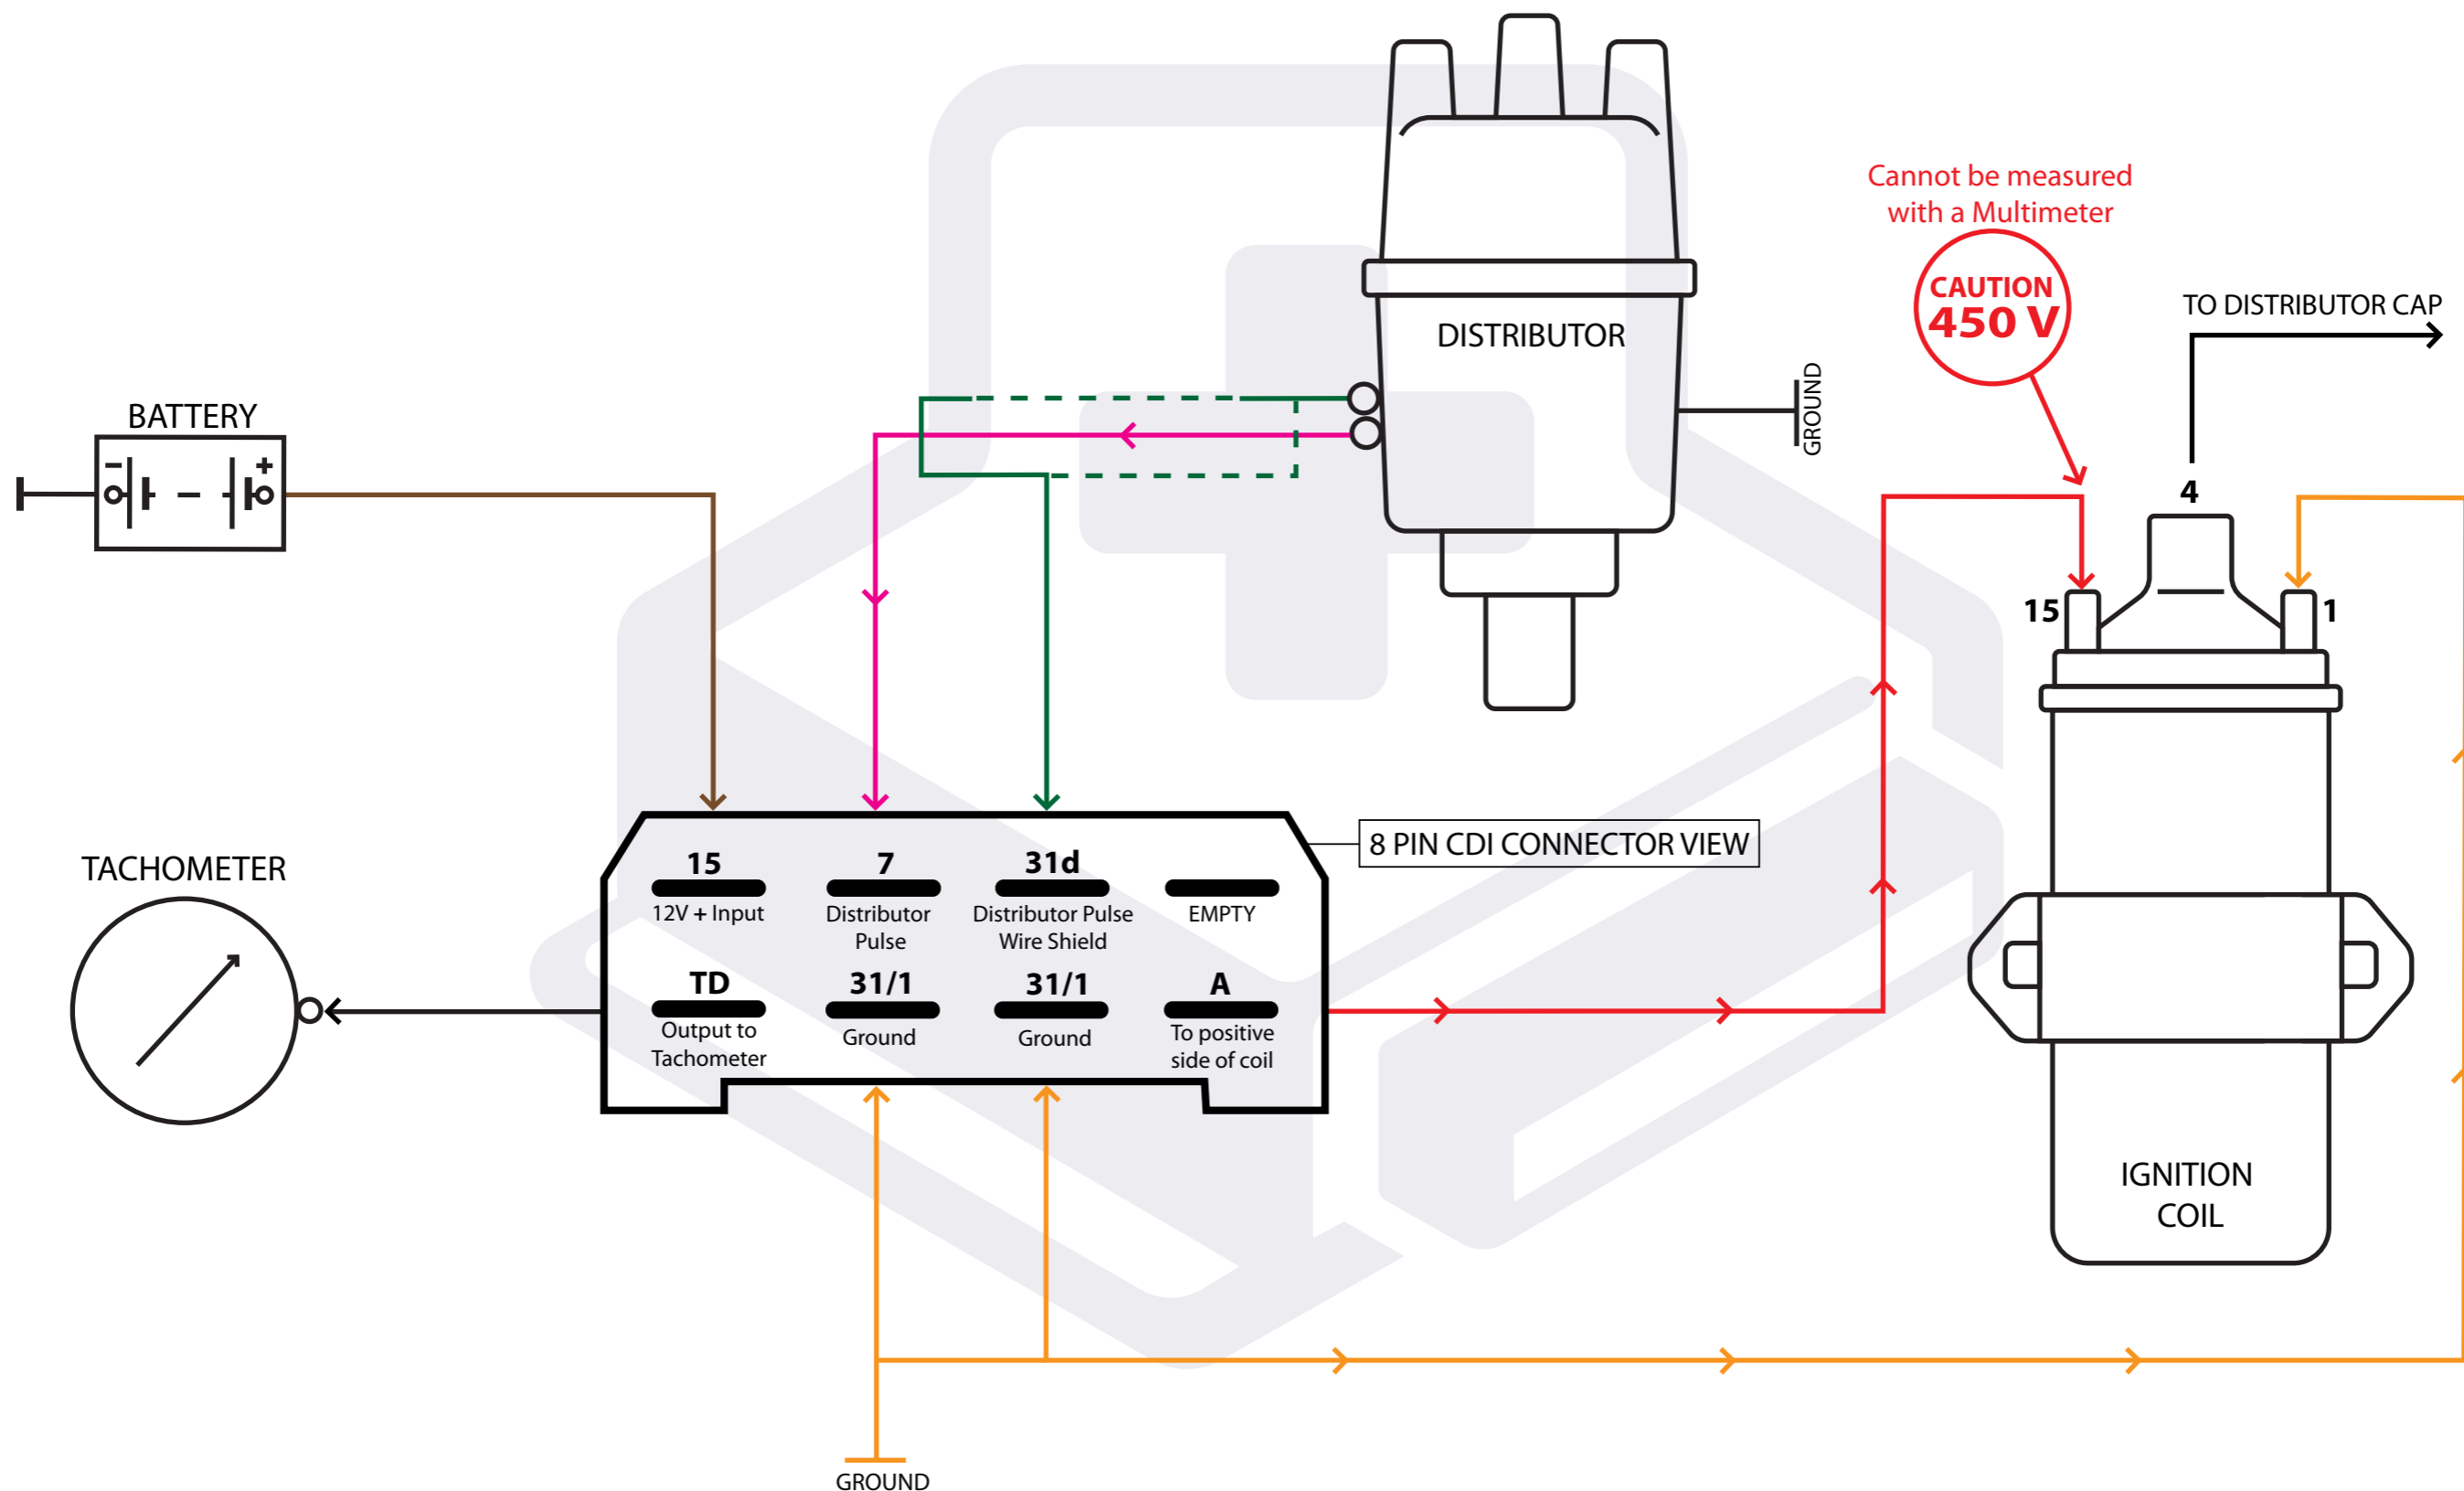 Cannot be measured
with a Multimeter
CAUTION
450 V
TO DISTRIBUTOR CAP
DISTRIBUTOR
GROUND
BATTERY
- +
4
15
1
TACHOMETER
8 PIN CDI CONNECTOR VIEW
15
12V + Input
7
Distributor
Pulse
31d
Distributor Pulse
Wire Shield
EMPTY
TD
Output to
Tachometer
31/1
Ground
31/1
Ground
A
To positive
side of coil
IGNITION
COIL
GROUND